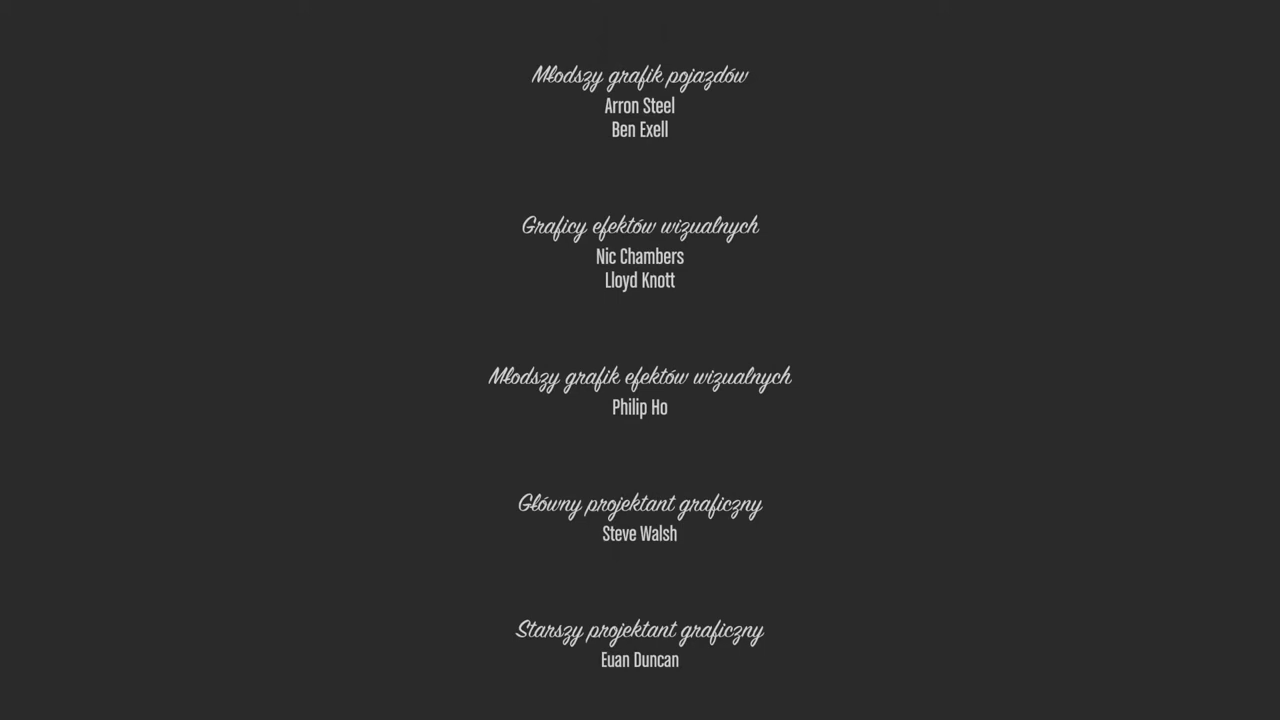 Młodszy grafik pojazdów
Arron Steel
Ben Exell
Graficy efektów wizualnych
Nic Chambers
Lloyd Knott
Młodszy grafik efektów wizualnych
Philip Ho
Główny projektant graficzny
Steve Walsh
Starszy projektant graficzny
Euan Duncan